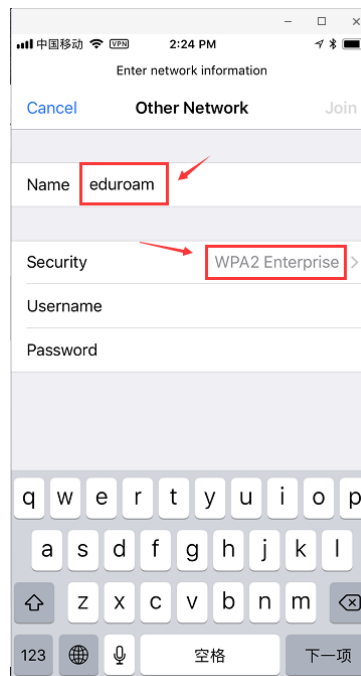 中国移动 VPN 2:24 PM
Enter network information
Cancel Other Network Join
Name eduroam
Security WPA2 Enterprise
Username
Password
q w e r t y u i o p
a s d f g h j k l
z x c v b n m
123 空格 下一项